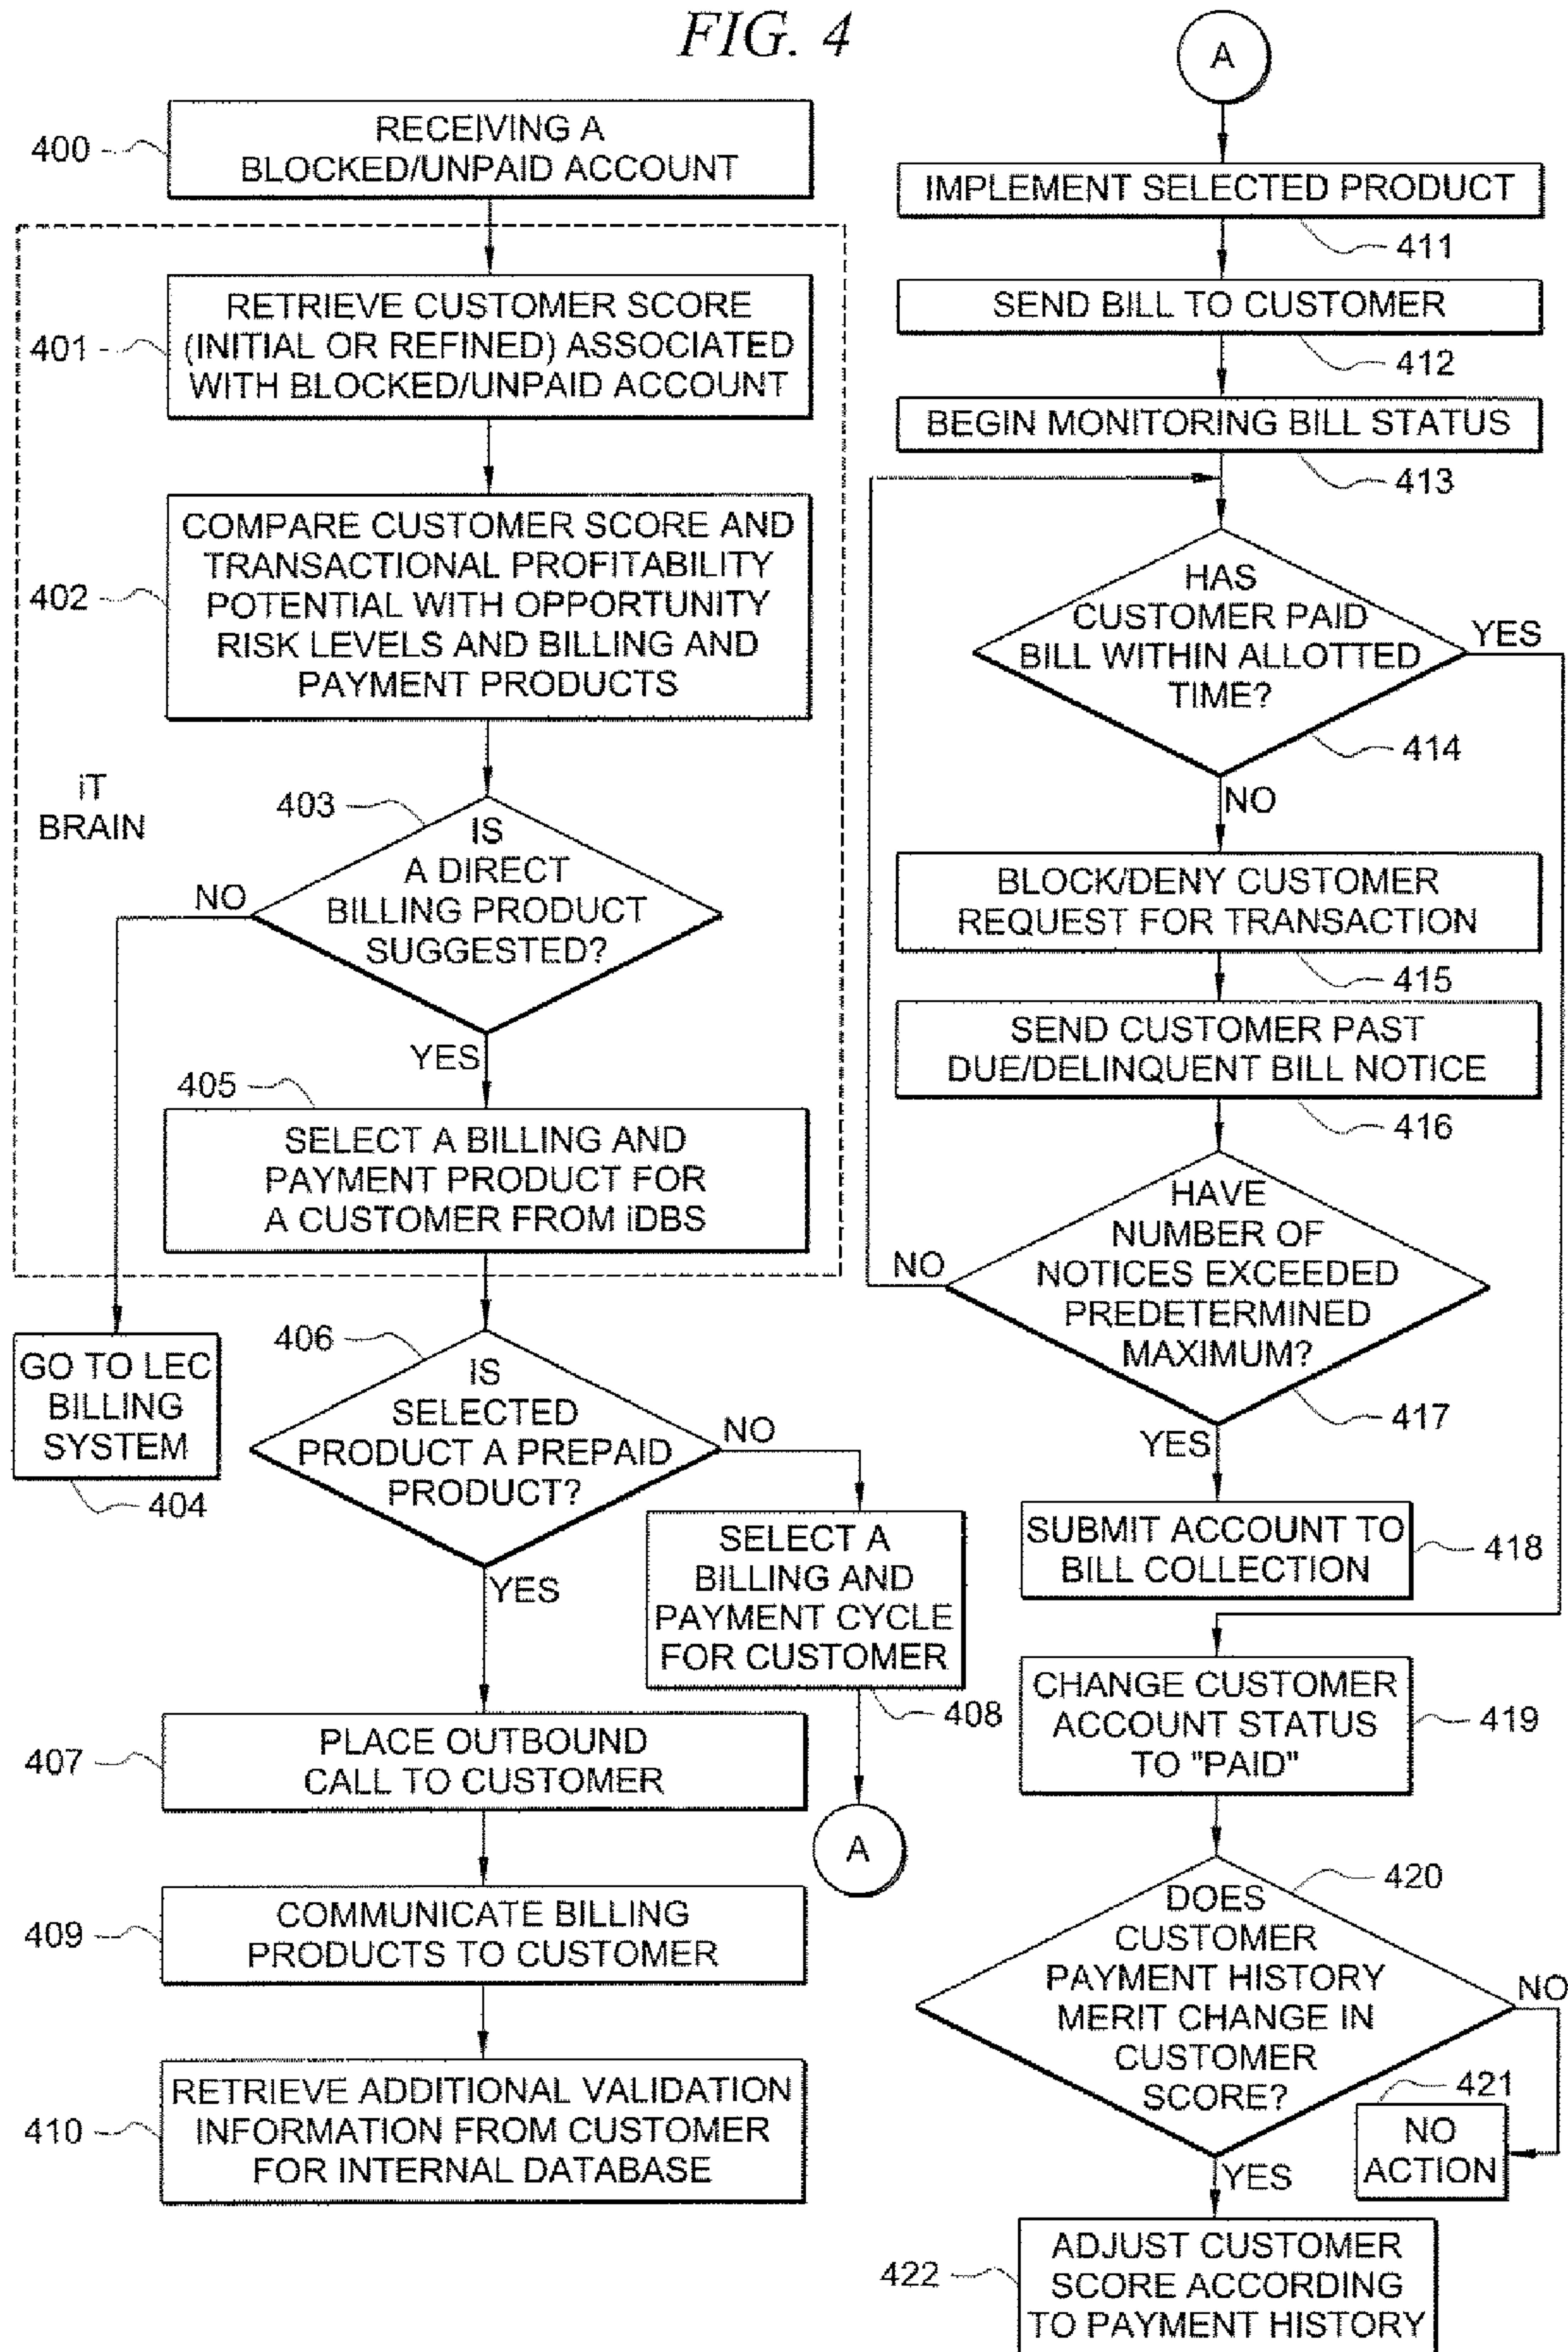 FIG. 4
400
RECEIVING A
BLOCKED/UNPAID ACCOUNT
401
RETRIEVE CUSTOMER SCORE
(INITIAL OR REFINED) ASSOCIATED
WITH BLOCKED/UNPAID ACCOUNT
402
COMPARE CUSTOMER SCORE AND
TRANSACTIONAL PROFITABILITY
POTENTIAL WITH OPPORTUNITY
RISK LEVELS AND BILLING AND
PAYMENT PRODUCTS
iT
BRAIN
403
IS
A DIRECT
BILLING PRODUCT
SUGGESTED?
NO
YES
405
SELECT A BILLING AND
PAYMENT PRODUCT FOR
A CUSTOMER FROM iDBS
GO TO LEC
BILLING
SYSTEM
404
406
IS
SELECTED
PRODUCT A PREPAID
PRODUCT?
NO
YES
SELECT A
BILLING AND
PAYMENT CYCLE
FOR CUSTOMER
408
A
407
PLACE OUTBOUND
CALL TO CUSTOMER
409
COMMUNICATE BILLING
PRODUCTS TO CUSTOMER
410
RETRIEVE ADDITIONAL VALIDATION
INFORMATION FROM CUSTOMER
FOR INTERNAL DATABASE
A
IMPLEMENT SELECTED PRODUCT
411
SEND BILL TO CUSTOMER
412
BEGIN MONITORING BILL STATUS
413
HAS
CUSTOMER PAID
BILL WITHIN ALLOTTED
TIME?
YES
414
NO
BLOCK/DENY CUSTOMER
REQUEST FOR TRANSACTION
415
SEND CUSTOMER PAST
DUE/DELINQUENT BILL NOTICE
416
HAVE
NUMBER OF
NOTICES EXCEEDED
PREDETERMINED
MAXIMUM?
NO
417
YES
SUBMIT ACCOUNT TO
BILL COLLECTION
418
CHANGE CUSTOMER
ACCOUNT STATUS
TO "PAID"
419
420
DOES
CUSTOMER
PAYMENT HISTORY
MERIT CHANGE IN
CUSTOMER
SCORE?
NO
421
NO
ACTION
YES
422
ADJUST CUSTOMER
SCORE ACCORDING
TO PAYMENT HISTORY